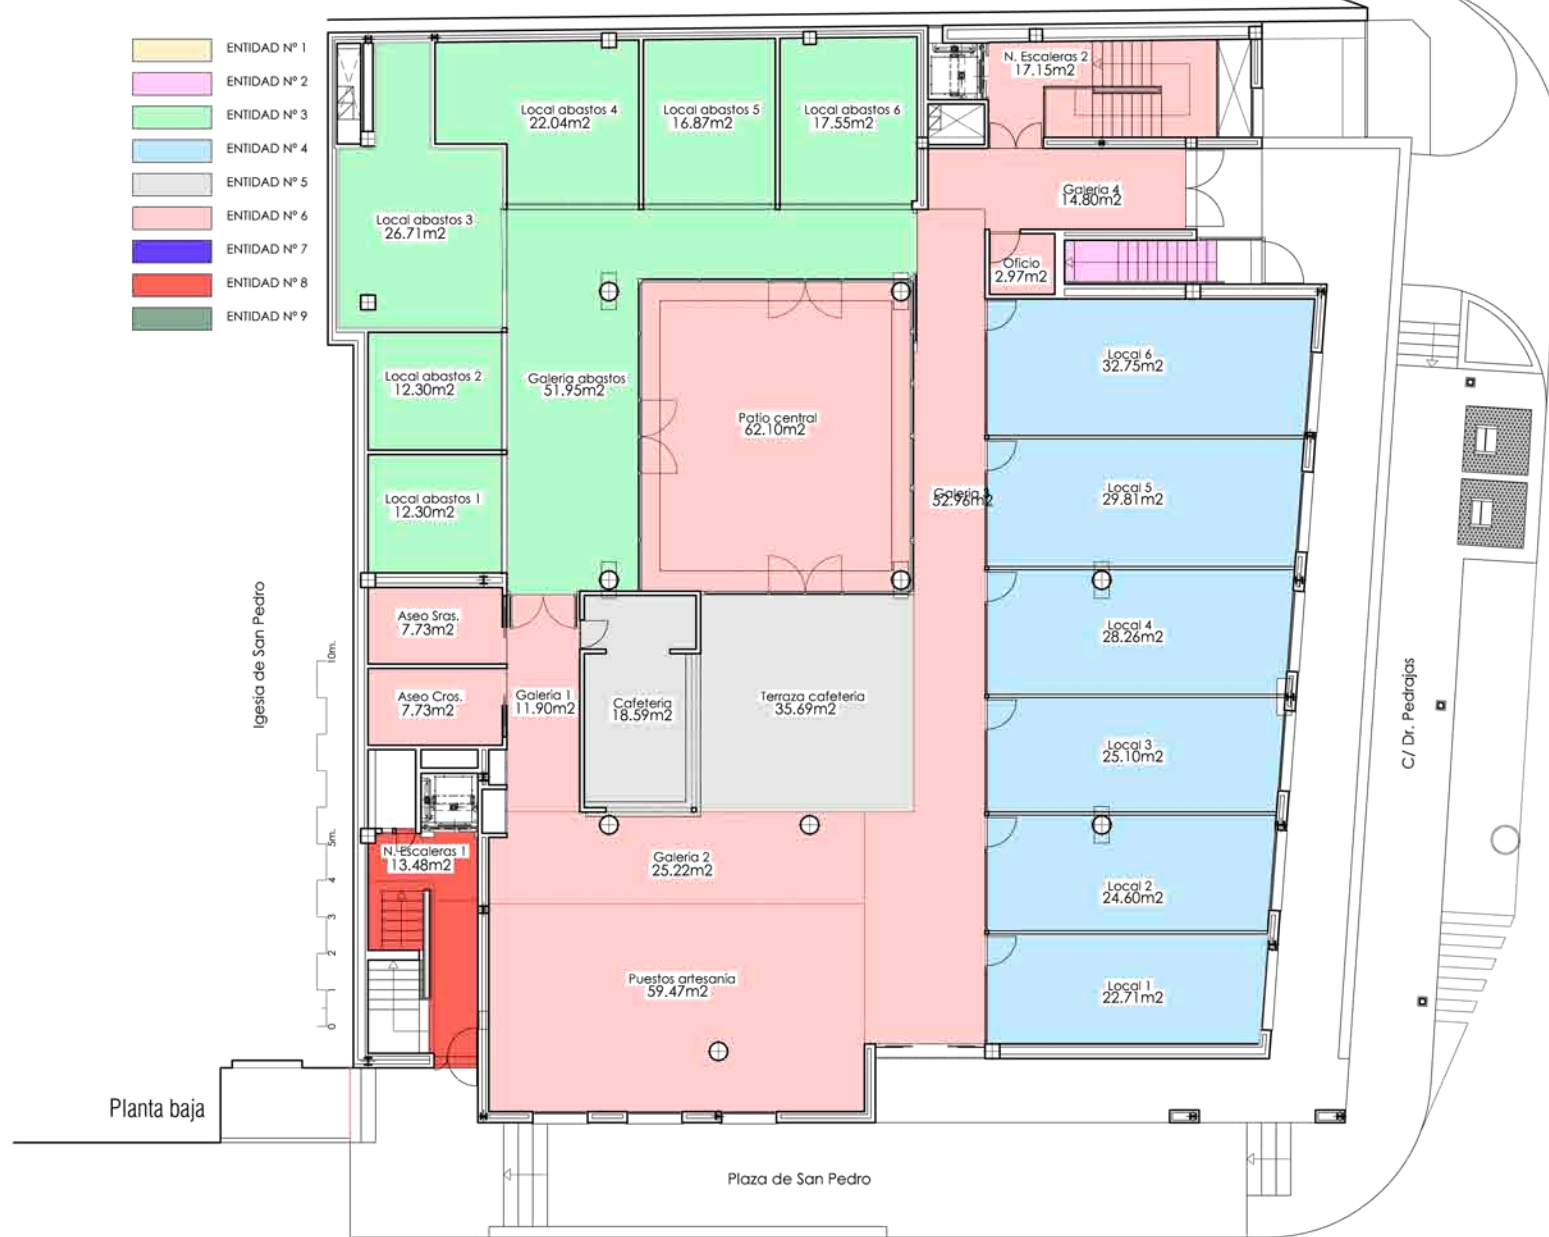 ENTIDAD Nº 1
ENTIDAD Nº 2
ENTIDAD Nº 3
ENTIDAD Nº 4
ENTIDAD Nº 5
ENTIDAD Nº 6
ENTIDAD Nº 7
ENTIDAD Nº 8
ENTIDAD Nº 9
N. Escaleras 2
17.15m2
Local abastos 4
22.04m2
Local abastos 5
16.87m2
Local abastos 6
17.55m2
Galeria 4
14.80m2
Local abastos 3
26.71m2
Oficio
2.97m2
Local abastos 2
12.30m2
Galeria abastos
51.95m2
Patio central
62.10m2
Local 6
32.75m2
Local abastos 1
12.30m2
Galeria 3
52.96m2
Local 5
29.81m2
Aseo Sras.
7.73m2
Local 4
28.26m2
Aseo Cros.
7.73m2
Galería 1
11.90m2
Cafeteria
18.59m2
Terraza cafeteria
35.69m2
Local 3
25.10m2
N. Escaleras 1
13.48m2
Galeria 2
25.22m2
Local 2
24.60m2
Puestos artesanía
59.47m2
Local 1
22.71m2
Igesia de San Pedro
10m.
5m.
4
3
2
1
0
C/ Dr. Pedrajas
Planta baja
Plaza de San Pedro